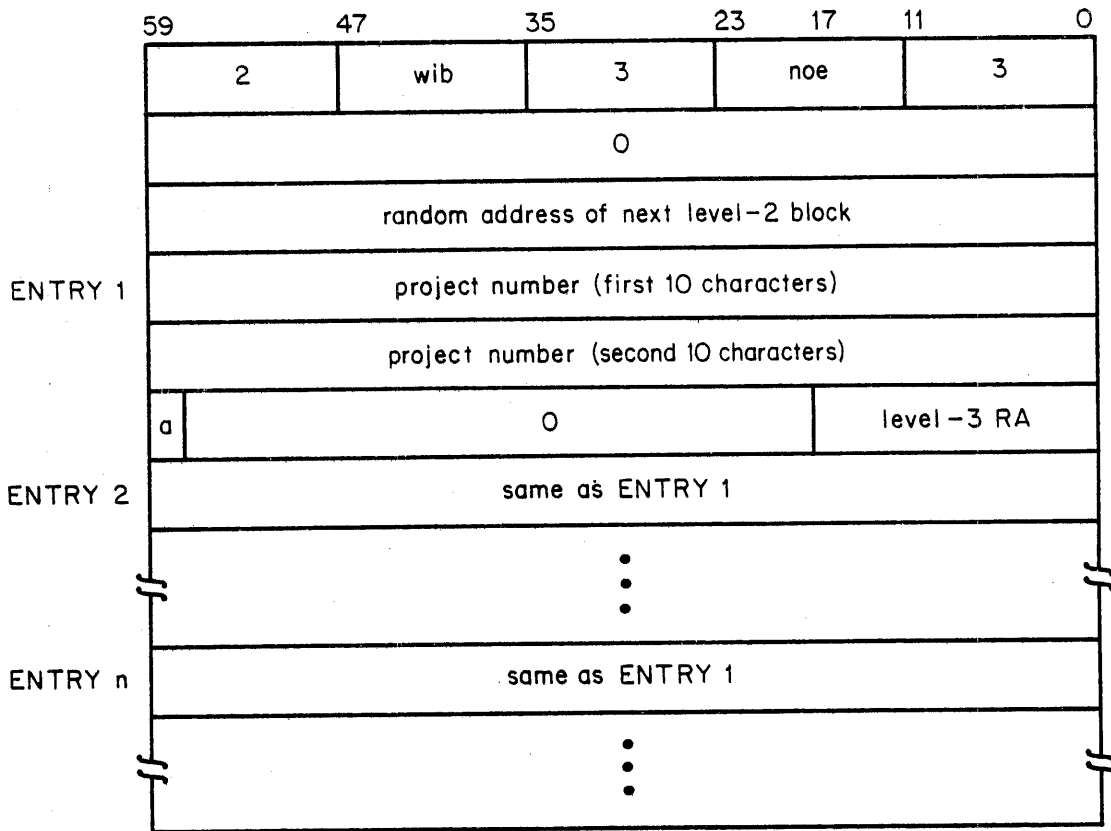 59 47 35 23 17 11 0
2 wib 3 noe 3
0
random address of next level-2 block
ENTRY 1 project number (first 10 characters)
project number (second 10 characters)
a 0 level-3 RA
ENTRY 2 same as ENTRY 1
ENTRY n same as ENTRY 1